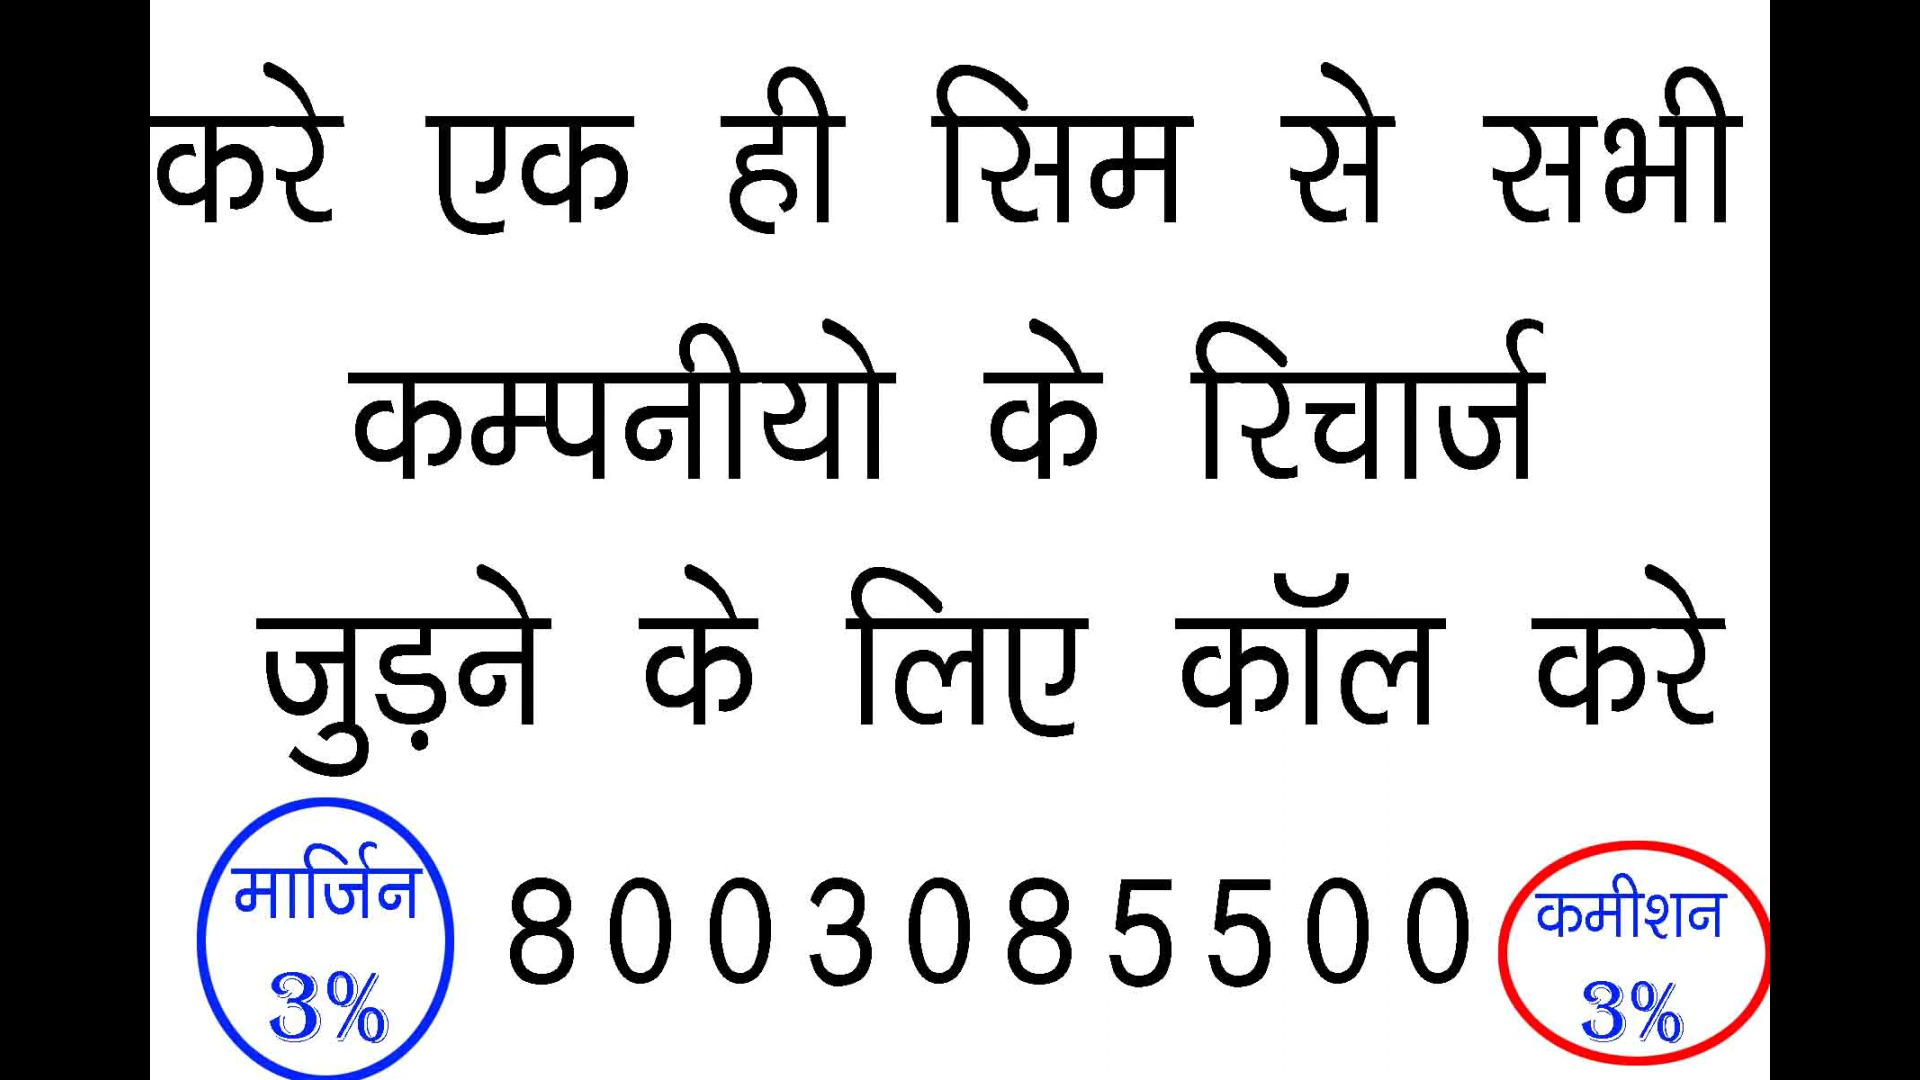 करे एक ही सिम से सभी
कम्पनीयो के रिचार्ज
जुड़ने के लिए कॉल करे
मार्जिन
3%
8003085500
कमीशन
3%